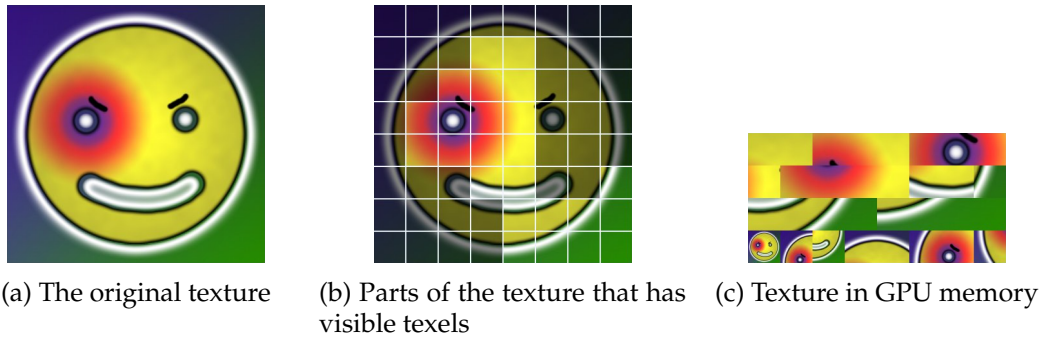 (a) The original texture
(b) Parts of the texture that has
visible texels
(c) Texture in GPU memory